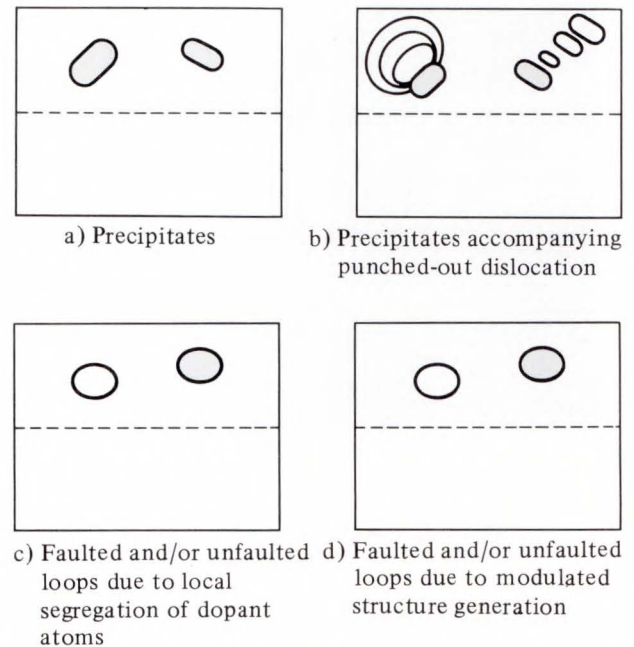 a) Precipitates
b) Precipitates accompanying
punched-out dislocation
c) Faulted and/or unfaulted
loops due to local
segregation of dopant
atoms
d) Faulted and/or unfaulted
loops due to modulated
structure generation